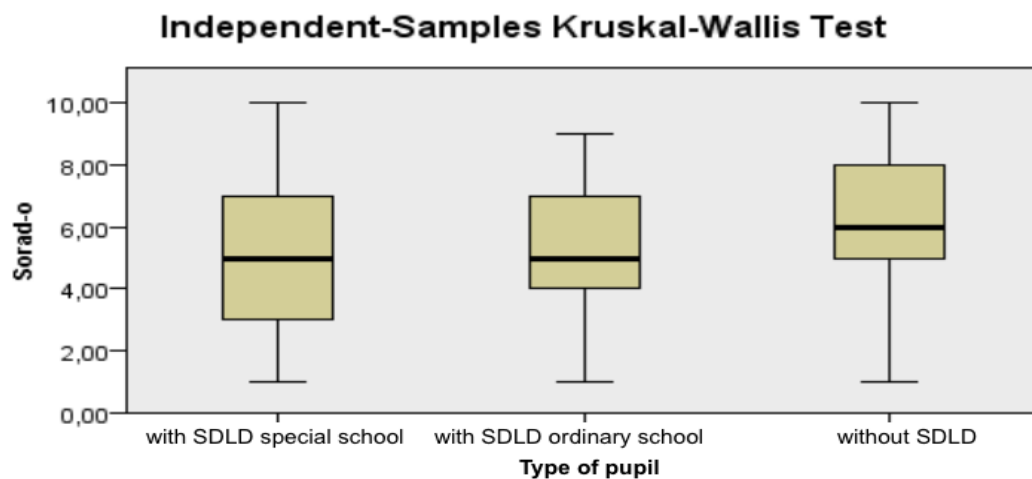 Independent-Samples Kruskal-Wallis Test
10,00
8,00
6,00
4,00
2,00
0,00
Sorad-o
with SDLD special school with SDLD ordinary school without SDLD
Type of pupil